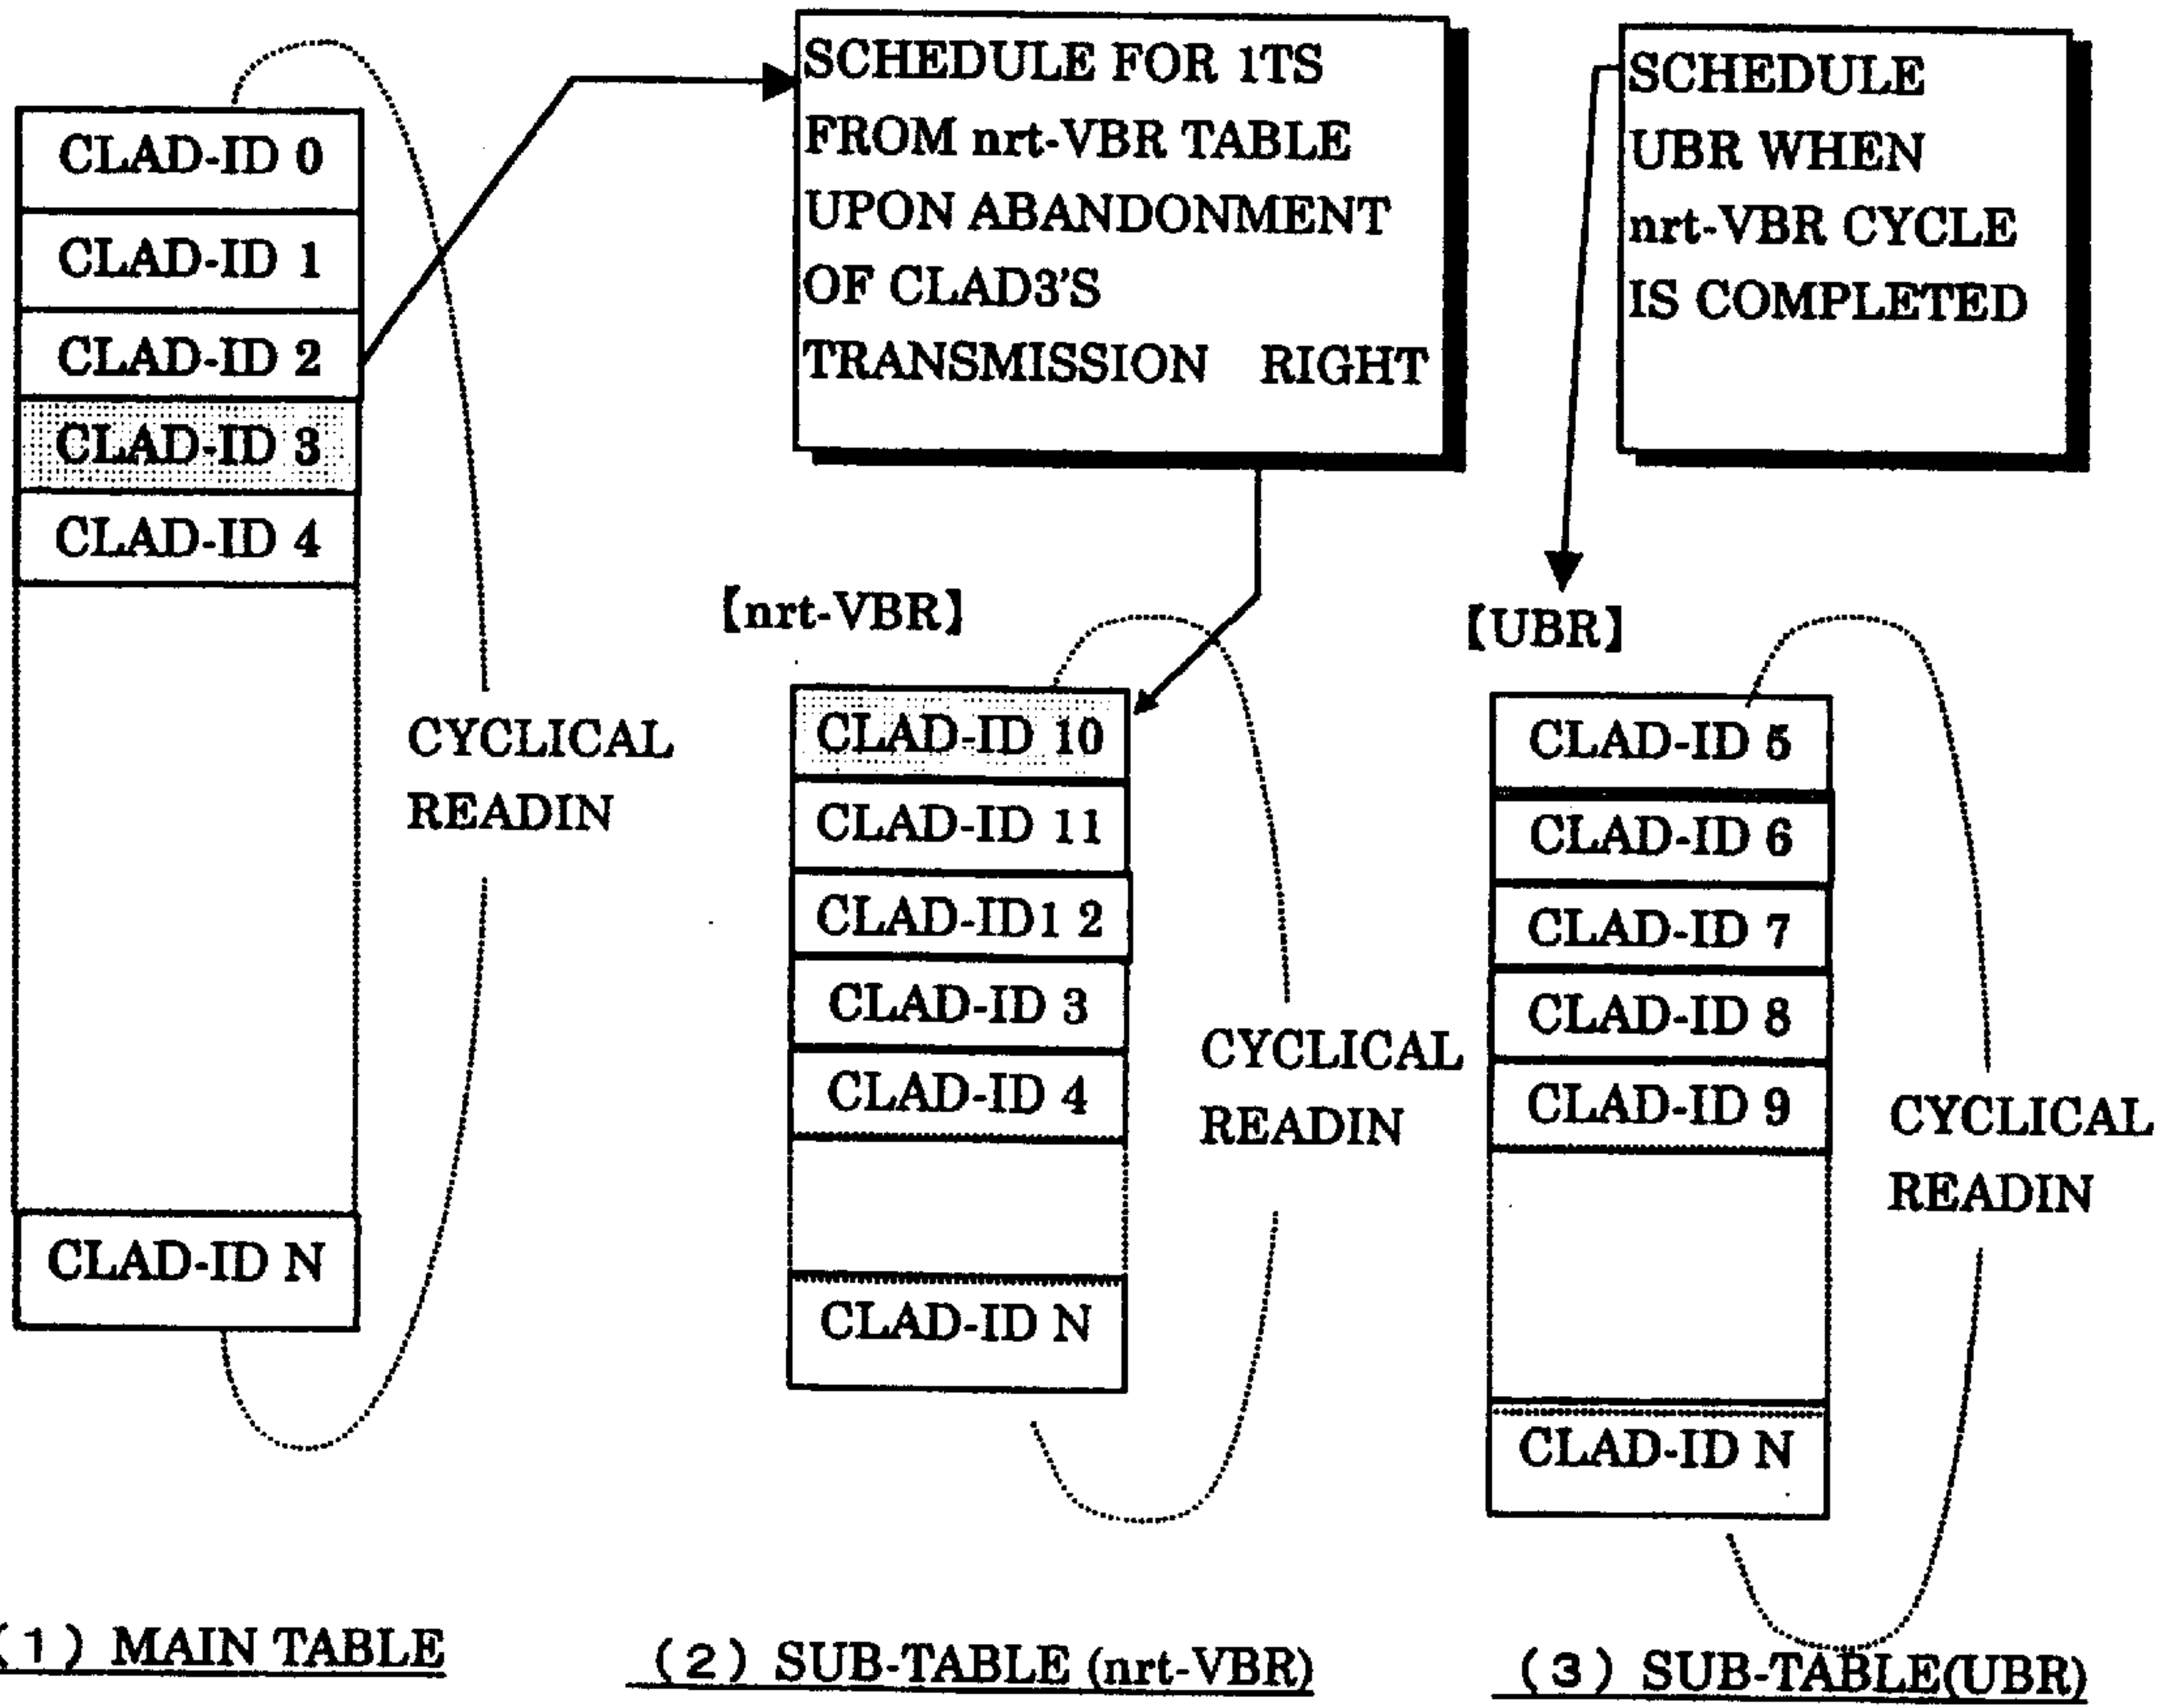 CLAD-ID 0
CLAD-ID 1
CLAD-ID 2
CLAD-ID 3
CLAD-ID 4
CLAD-ID N
CYCLICAL
READIN
(1) MAIN TABLE
SCHEDULE FOR 1TS
FROM nrt-VBR TABLE
UPON ABANDONMENT
OF CLAD3'S
TRANSMISSION RIGHT
【nrt-VBR】
CLAD-ID 10
CLAD-ID 11
CLAD-ID1 2
CLAD-ID 3
CLAD-ID 4
CLAD-ID N
CYCLICAL
READIN
(2) SUB-TABLE (nrt-VBR)
SCHEDULE
UBR WHEN
nrt-VBR CYCLE
IS COMPLETED
【UBR】
CLAD-ID 5
CLAD-ID 6
CLAD-ID 7
CLAD-ID 8
CLAD-ID 9
CLAD-ID N
CYCLICAL
READIN
(3) SUB-TABLE(UBR)